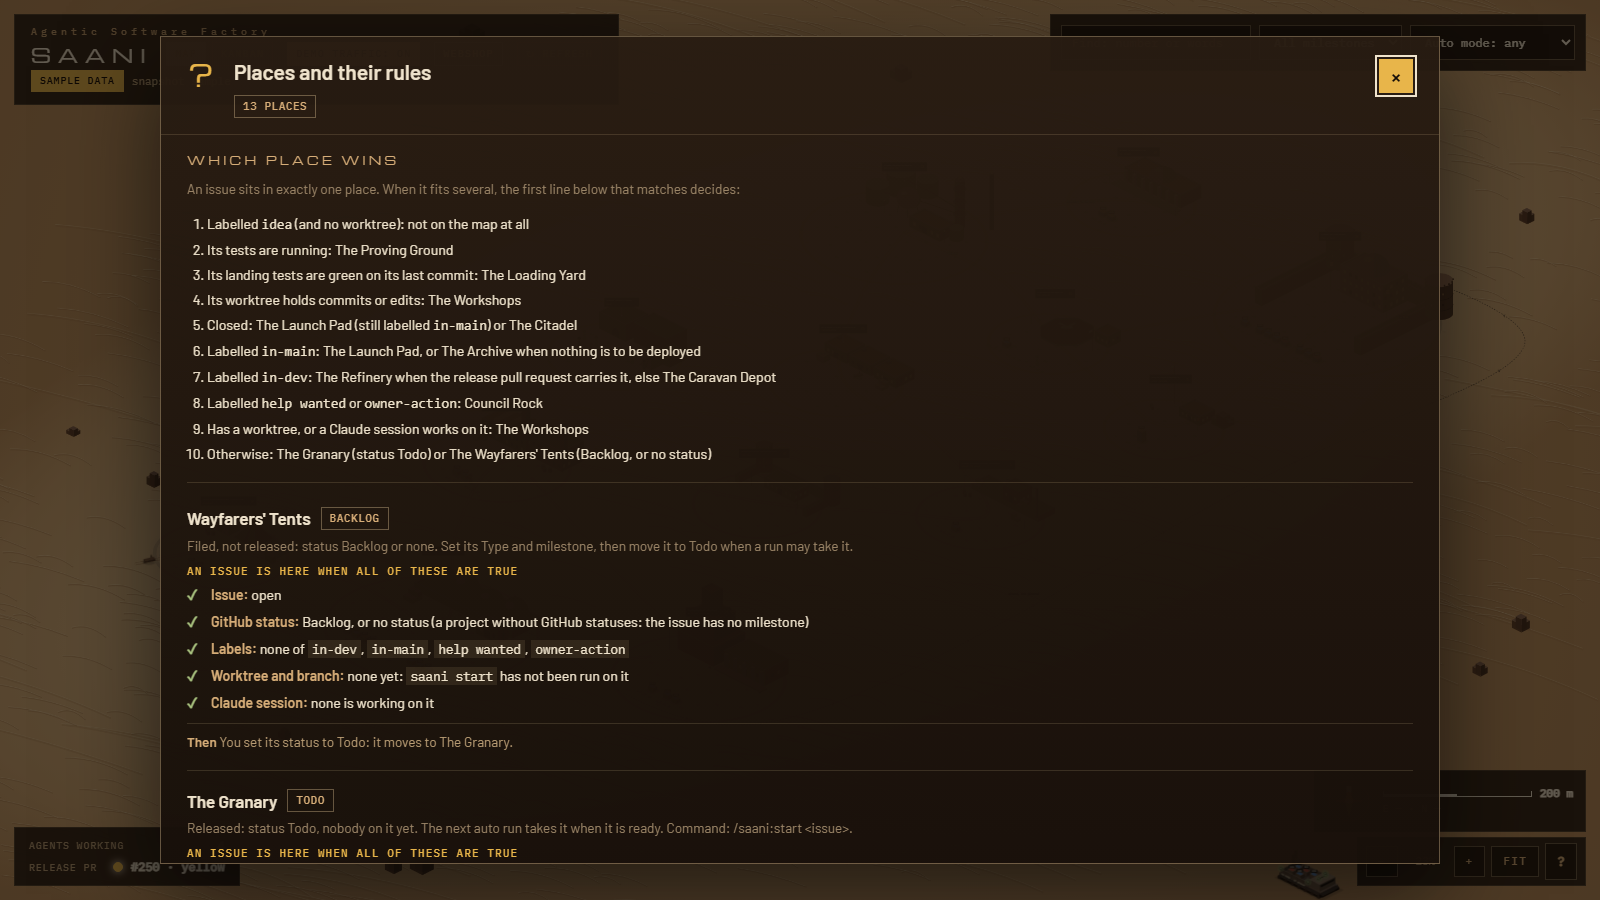 Agentic Software Factory
SAANI
SAMPLE DATA snaps
to mode: any
?
Places and their rules
13 PLACES
×
WHICH PLACE WINS
An issue sits in exactly one place. When it fits several, the first line below that matches decides:
1. Labelled idea (and no worktree): not on the map at all
2. Its tests are running: The Proving Ground
3. Its landing tests are green on its last commit: The Loading Yard
4. Its worktree holds commits or edits: The Workshops
5. Closed: The Launch Pad (still labelled in-main) or The Citadel
6. Labelled in-main: The Launch Pad, or The Archive when nothing is to be deployed
7. Labelled in-dev: The Refinery when the release pull request carries it, else The Caravan Depot
8. Labelled help wanted or owner-action: Council Rock
9. Has a worktree, or a Claude session works on it: The Workshops
10. Otherwise: The Granary (status Todo) or The Wayfarers' Tents (Backlog, or no status)
Wayfarers' Tents BACKLOG
Filed, not released: status Backlog or none. Set its Type and milestone, then move it to Todo when a run may take it.
AN ISSUE IS HERE WHEN ALL OF THESE ARE TRUE
✓ Issue: open
✓ GitHub status: Backlog, or no status (a project without GitHub statuses: the issue has no milestone)
✓ Labels: none of in-dev, in-main, help wanted, owner-action
✓ Worktree and branch: none yet: saani start has not been run on it
✓ Claude session: none is working on it
Then You set its status to Todo: it moves to The Granary.
The Granary TODO
Released: status Todo, nobody on it yet. The next auto run takes it when it is ready. Command: /saani:start <issue>.
AN ISSUE IS HERE WHEN ALL OF THESE ARE TRUE
200 m
AGENTS WORKING
RELEASE PR #250 · yellow
+ FIT ?